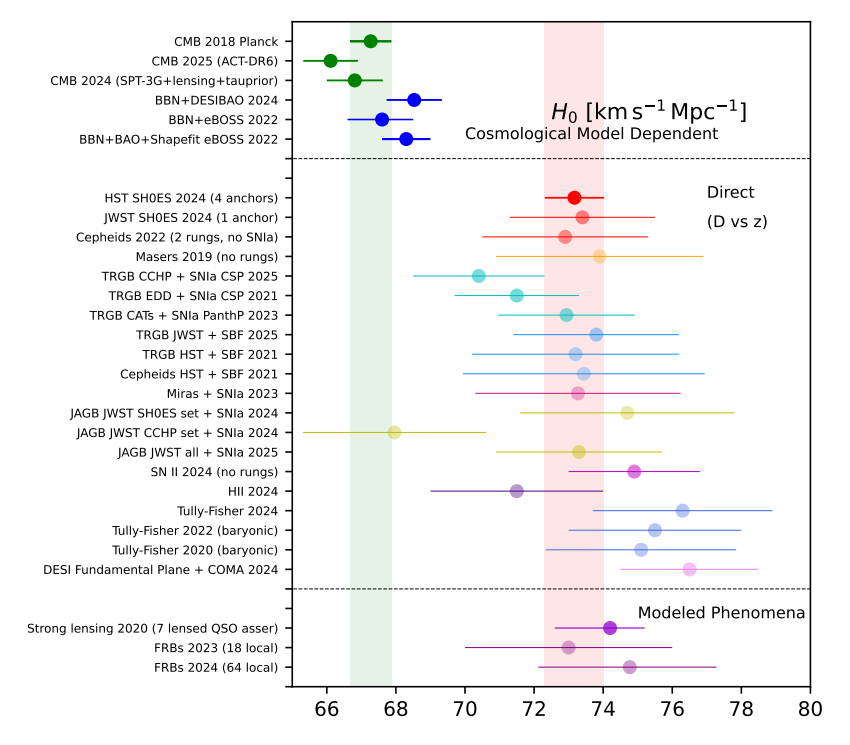 CMB 2018 Planck
CMB 2025 (ACT-DR6)
CMB 2024 (SPT-3G+lensing+tauprior)
BBN+DESIBAO 2024
BBN+eBOSS 2022
BBN+BAO+Shapefit eBOSS 2022
H₀ [km s⁻¹ Mpc⁻¹]
Cosmological Model Dependent
HST SH0ES 2024 (4 anchors)
JWST SH0ES 2024 (1 anchor)
Cepheids 2022 (2 rungs, no SNIa)
Masers 2019 (no rungs)
TRGB CCHP + SNIa CSP 2025
TRGB EDD + SNIa CSP 2021
TRGB CATs + SNIa PanthP 2023
TRGB JWST + SBF 2025
TRGB HST + SBF 2021
Cepheids HST + SBF 2021
Miras + SNIa 2023
JAGB JWST SH0ES set + SNIa 2024
JAGB JWST CCHP set + SNIa 2024
JAGB JWST all + SNIa 2025
SN II 2024 (no rungs)
HII 2024
Tully-Fisher 2024
Tully-Fisher 2022 (baryonic)
Tully-Fisher 2020 (baryonic)
DESI Fundamental Plane + COMA 2024
Direct
(D vs z)
Modeled Phenomena
Strong lensing 2020 (7 lensed QSO asser)
FRBs 2023 (18 local)
FRBs 2024 (64 local)
66 68 70 72 74 76 78 80